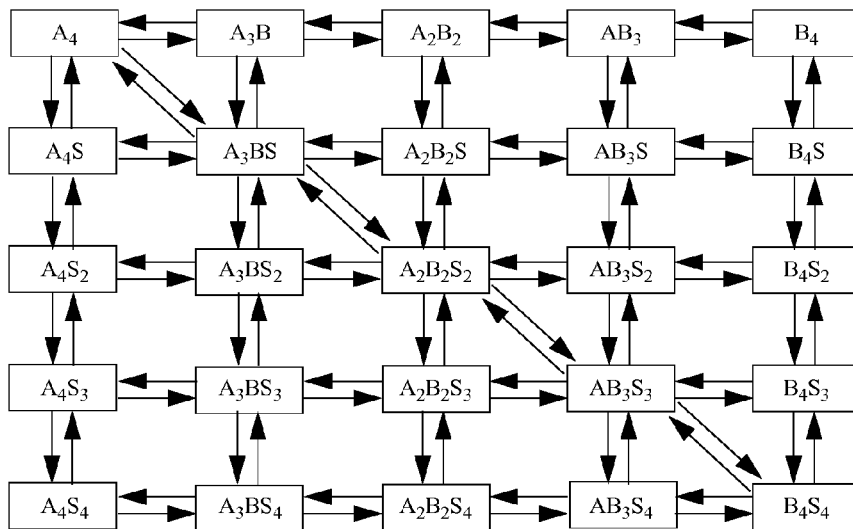 A₄ A₃B A₂B₂ AB₃ B₄
A₄S A₃BS A₂B₂S AB₃S B₄S
A₄S₂ A₃BS₂ A₂B₂S₂ AB₃S₂ B₄S₂
A₄S₃ A₃BS₃ A₂B₂S₃ AB₃S₃ B₄S₃
A₄S₄ A₃BS₄ A₂B₂S₄ AB₃S₄ B₄S₄